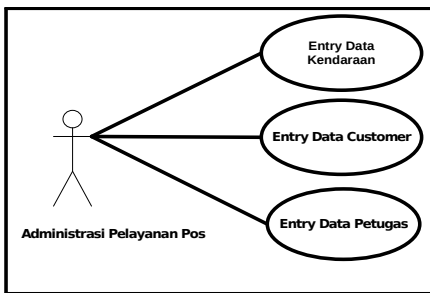 Entry Data
Kendaraan
Entry Data Customer
Entry Data Petugas
Administrasi Pelayanan Pos